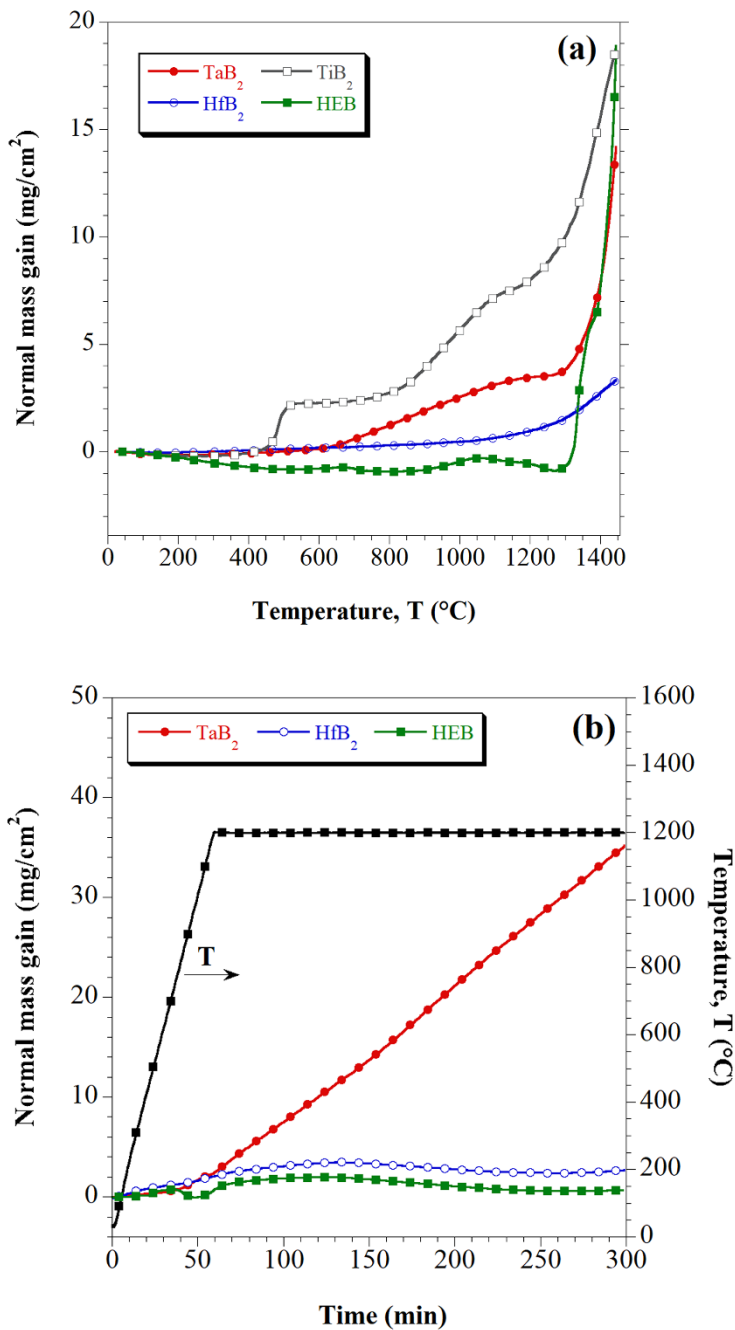 (a)
TaB₂ TiB₂
HfB₂ HEB
20
15
10
5
0
Normal mass gain (mg/cm²)
0 200 400 600 800 1000 1200 1400
Temperature, T (°C)
(b)
TaB₂ HfB₂ HEB
50
40
30
20
10
0
Normal mass gain (mg/cm²)
T
1600
1400
1200
1000
800
600
400
200
0
Temperature, T (°C)
0 50 100 150 200 250 300
Time (min)